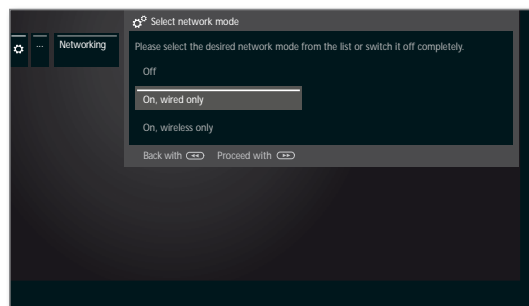 Select network mode
... Networking
Please select the desired network mode from the list or switch it off completely.
Off
On, wired only
On, wireless only
Back with Proceed with